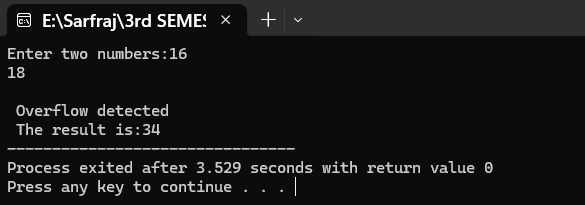 E:\Sarfraj\3rd SEMES
Enter two numbers:16
18
 Overflow detected
 The result is:34
--------------------------------
Process exited after 3.529 seconds with return value 0
Press any key to continue . . .